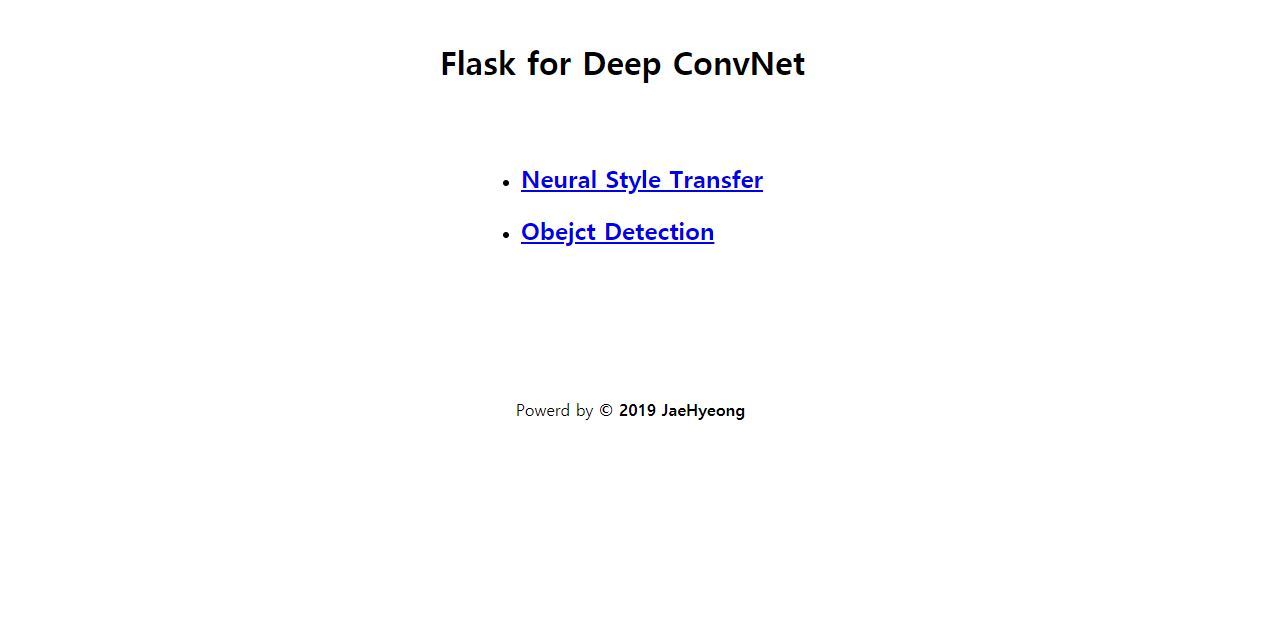 Flask for Deep ConvNet
Neural Style Transfer
Obejct Detection
Powerd by © 2019 JaeHyeong